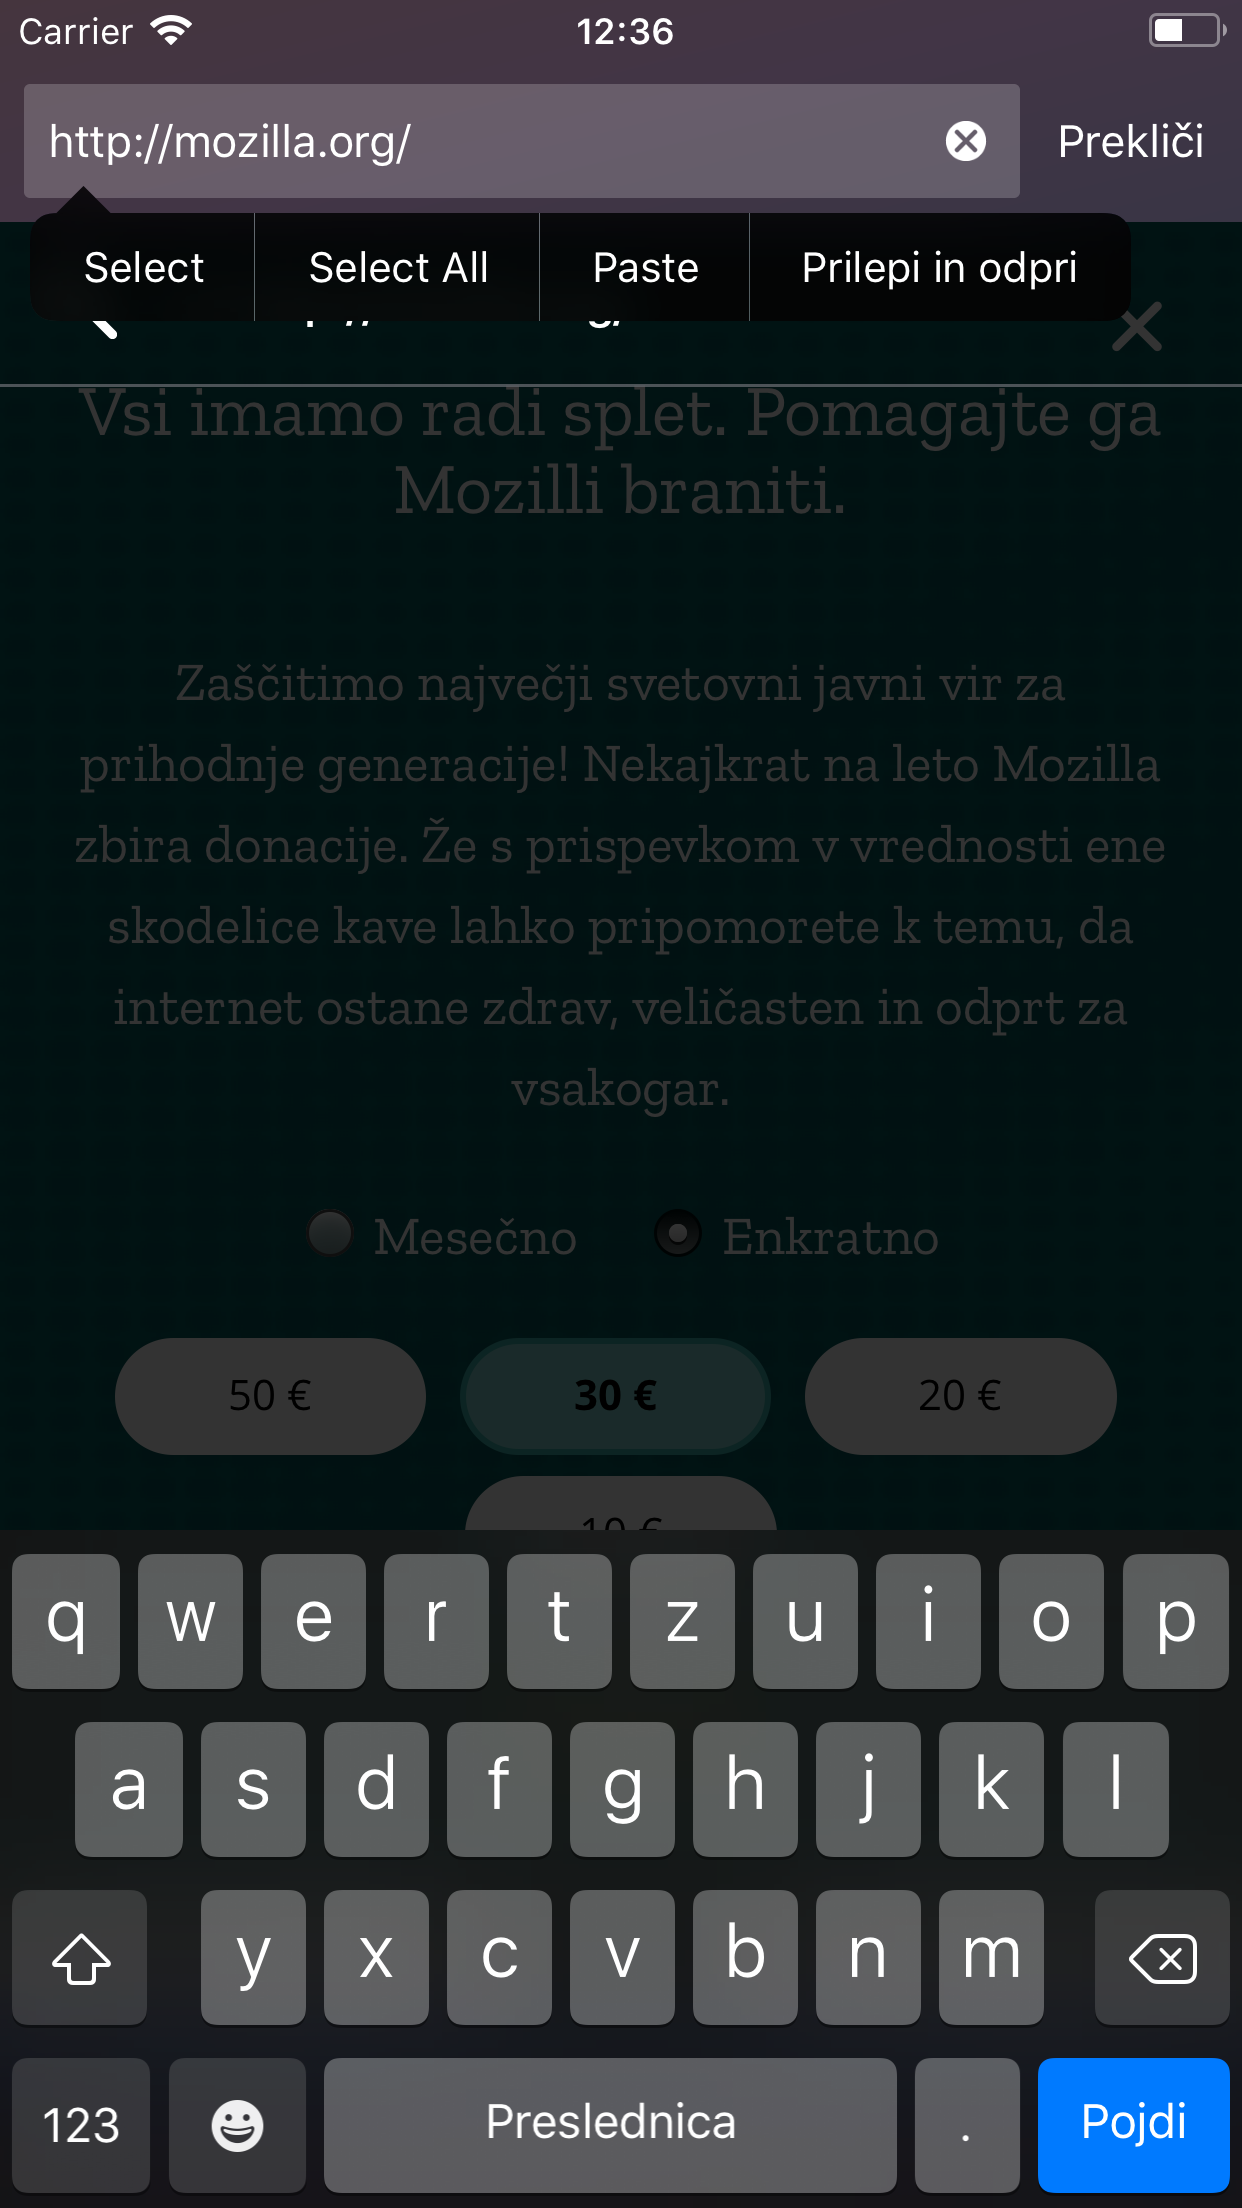 Carrier 12:36
http://mozilla.org/ Prekliči
Select Select All Paste Prilepi in odpri
Vsi imamo radi splet. Pomagajte ga
Mozilli braniti.
Zaščitimo največji svetovni javni vir za
prihodnje generacije! Nekajkrat na leto Mozilla
zbira donacije. Že s prispevkom v vrednosti ene
skodelice kave lahko pripomorete k temu, da
internet ostane zdrav, veličasten in odprt za
vsakogar.
Mesečno Enkratno
50 € 30 € 20 €
10 €
q w e r t z u i o p
a s d f g h j k l
y x c v b n m
123 Preslednica . Pojdi